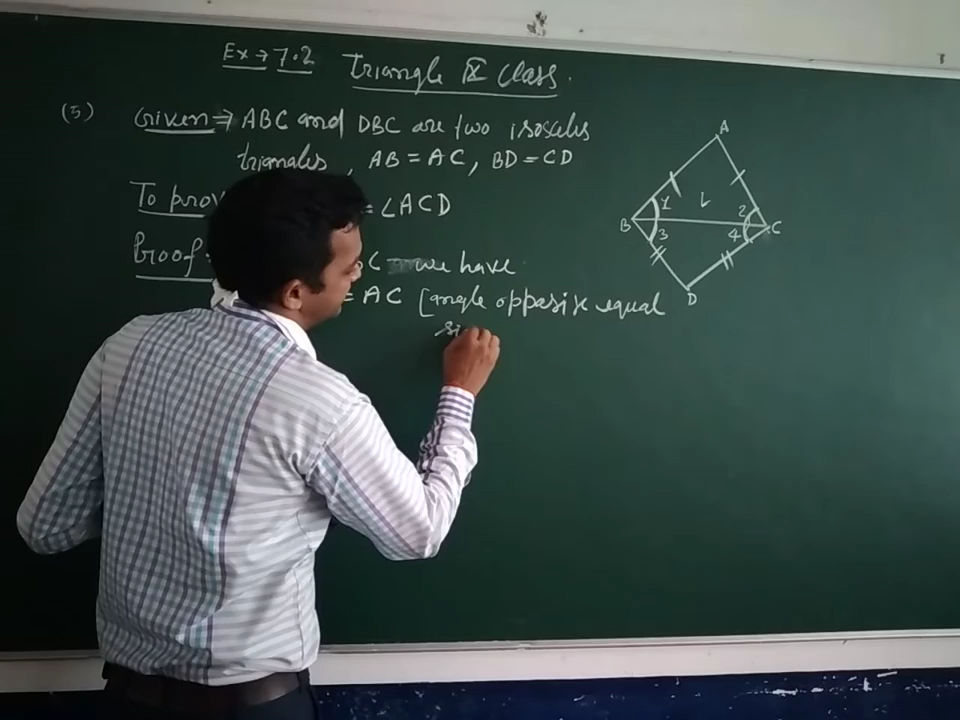 Ex → 7.2 Triangle IX Class.
(5) Given ⇒ ABC and DBC are two isosceles
triangles, AB = AC, BD = CD
To prov = ∠ACD
Proof: C we have
= AC [angle opposite equal
si
A
1 2
B C
3 4
D